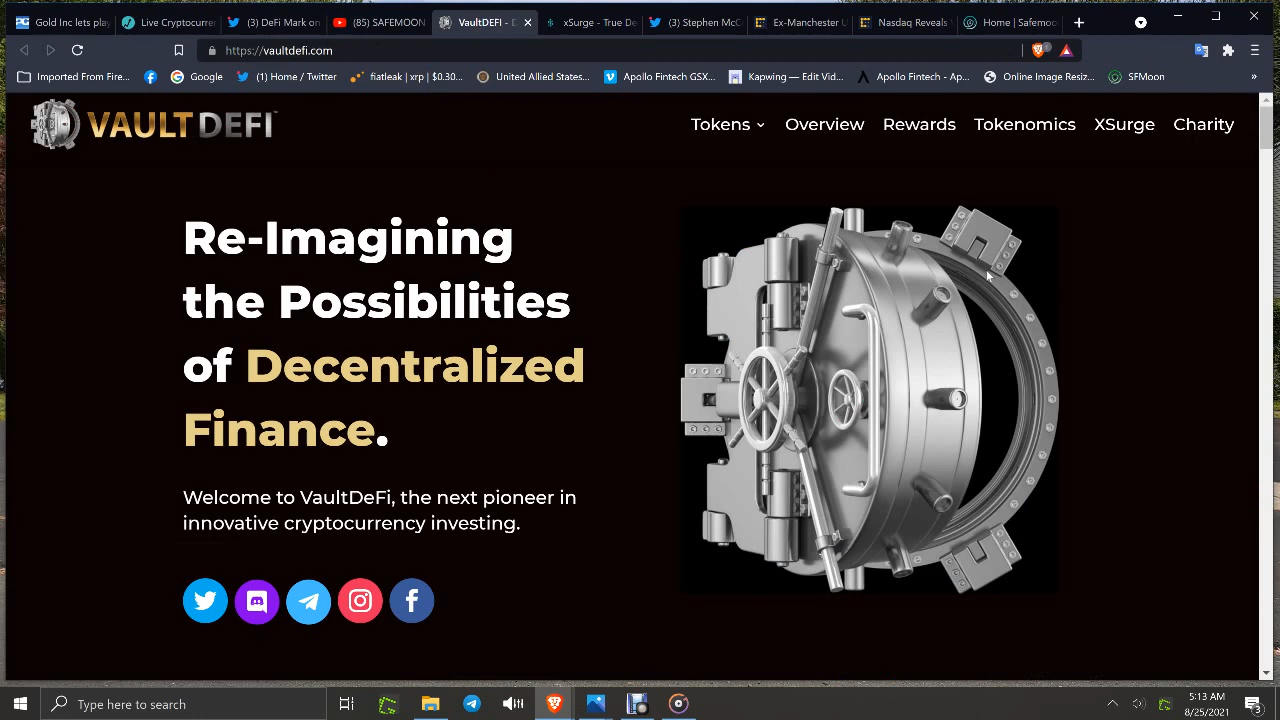 Gold Inc lets play
Live Cryptocurren
(3) DeFi Mark on
(85) SAFEMOON
VaultDEFI - D
xSurge - True De
(3) Stephen McC
Ex-Manchester U
Nasdaq Reveals
Home | Safemoo
https://vaultdefi.com
Imported From Fire...
Google
(1) Home / Twitter
fiatleak | xrp | $0.30...
United Allied States...
Apollo Fintech GSX...
Kapwing — Edit Vid...
Apollo Fintech - Ap...
Online Image Resiz...
SFMoon
»
VAULT DEFI
Tokens
Overview
Rewards
Tokenomics
XSurge
Charity
Re-Imagining
the Possibilities
of Decentralized
Finance.
Welcome to VaultDeFi, the next pioneer in
innovative cryptocurrency investing.
Type here to search
5:13 AM
8/25/2021